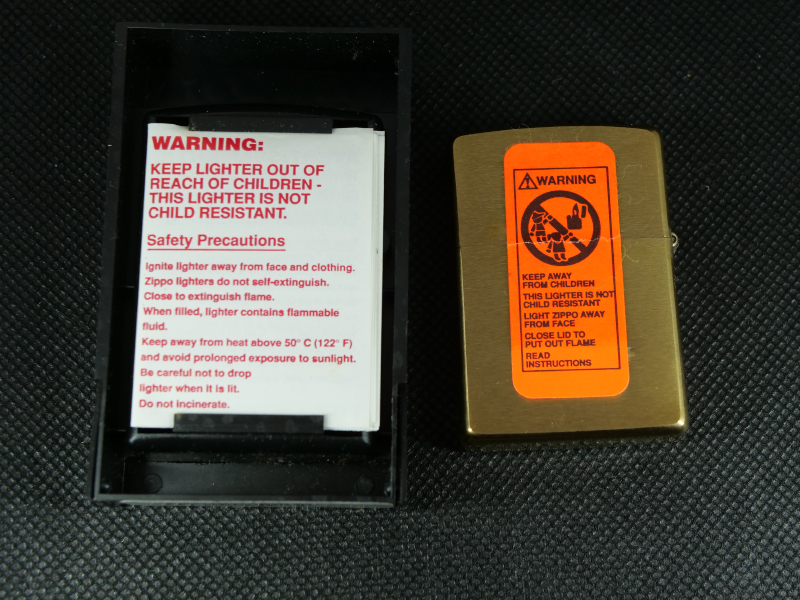 WARNING:
KEEP LIGHTER OUT OF
REACH OF CHILDREN -
THIS LIGHTER IS NOT
CHILD RESISTANT.
Safety Precautions
Ignite lighter away from face and clothing.
Zippo lighters do not self-extinguish.
Close to extinguish flame.
When filled, lighter contains flammable
fluid.
Keep away from heat above 50° C (122° F)
and avoid prolonged exposure to sunlight.
Be careful not to drop
lighter when it is lit.
Do not incinerate.
WARNING
KEEP AWAY
FROM CHILDREN
THIS LIGHTER IS NOT
CHILD RESISTANT
LIGHT ZIPPO AWAY
FROM FACE
CLOSE LID TO
PUT OUT FLAME
READ
INSTRUCTIONS